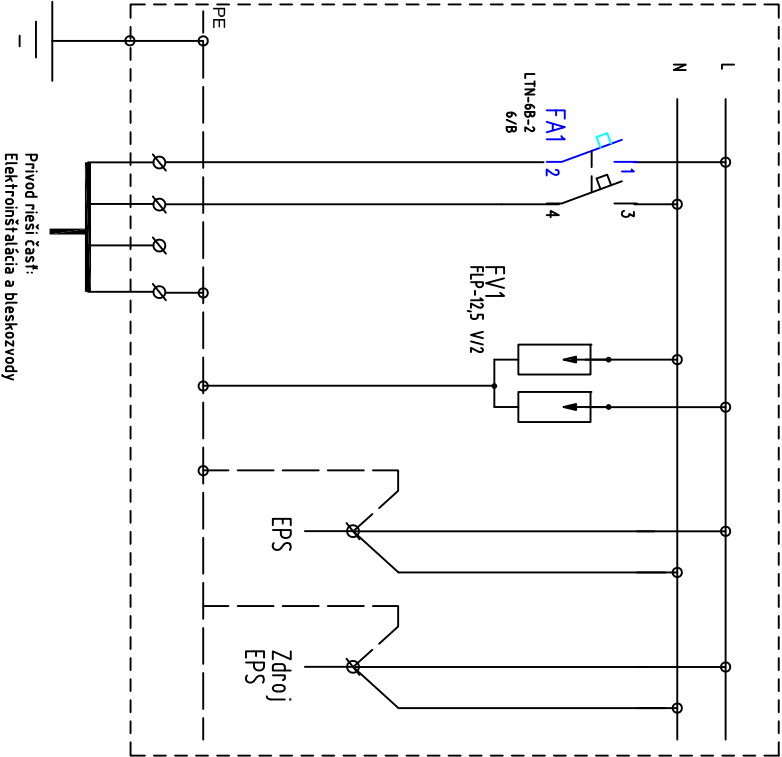 PE
L
N
FA1
LTN-6B-2
6/B
1
2
3
4
FV1
FLP-12,5 V/2
EPS
Zdroj
EPS
Prívod rieši časť:
Elektroinštalácia a bleskozvody